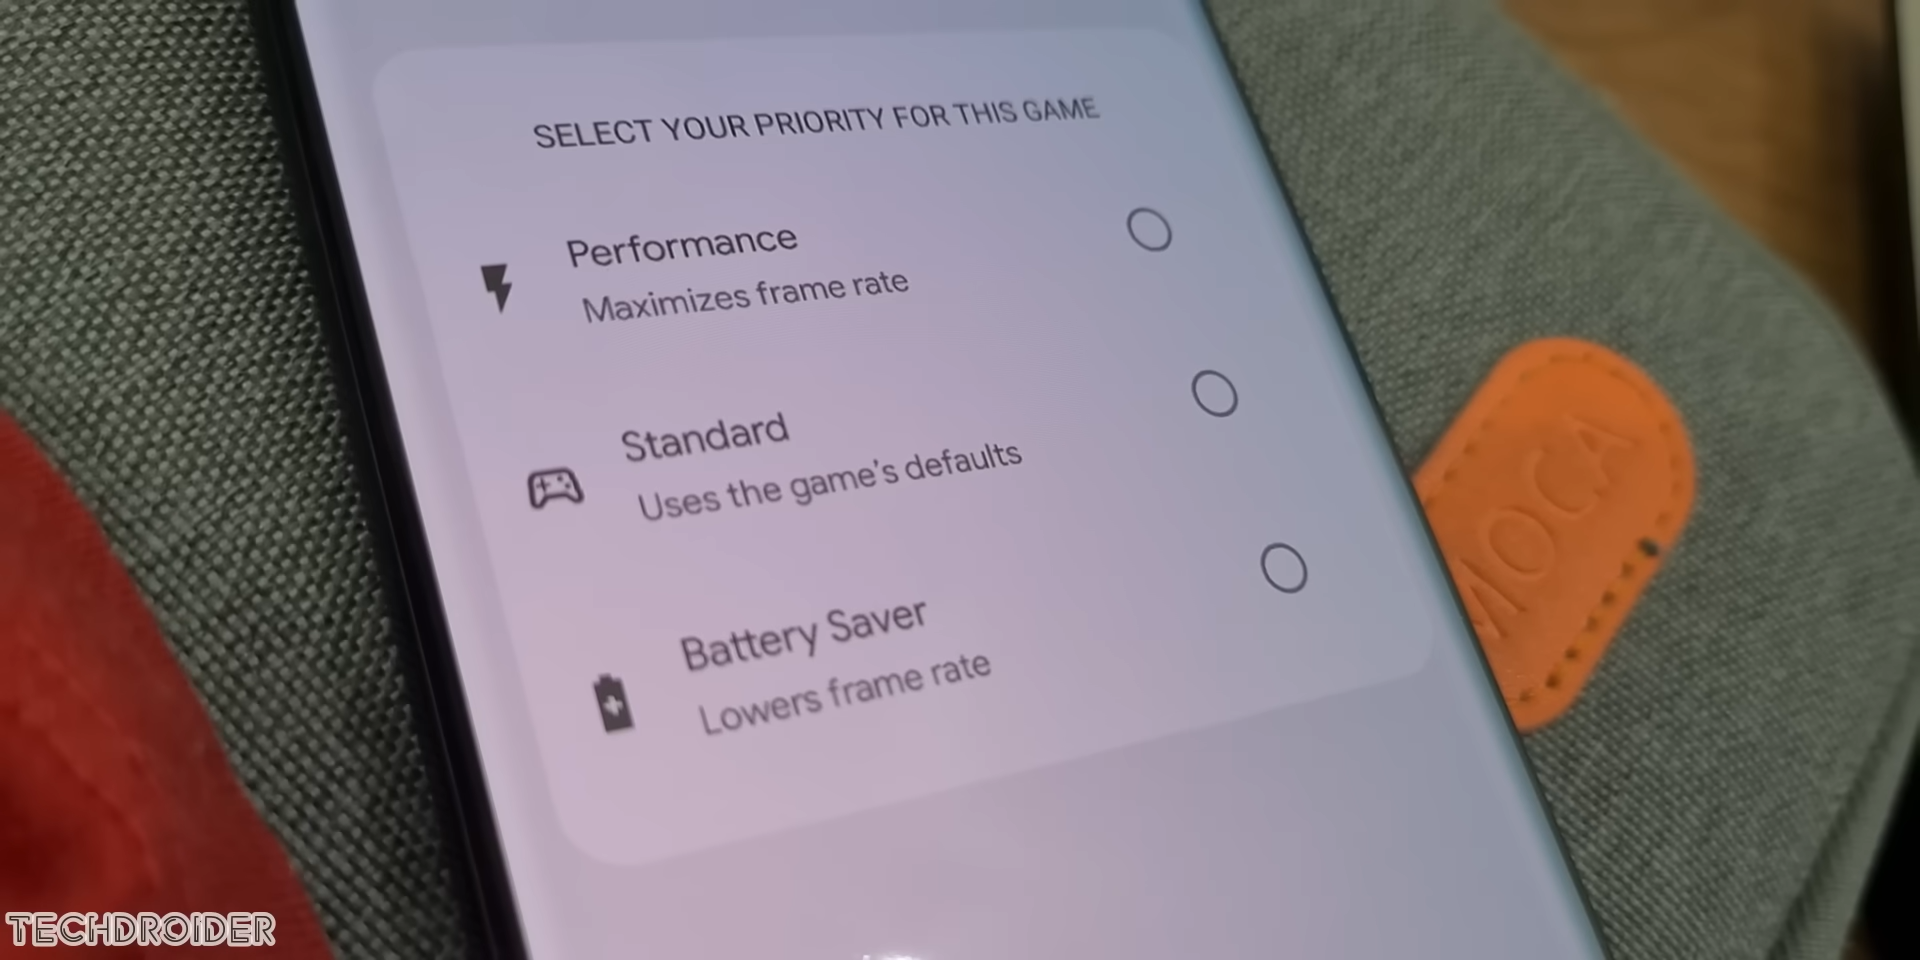 SELECT YOUR PRIORITY FOR THIS GAME
Performance
Maximizes frame rate
Standard
Uses the game's defaults
Battery Saver
Lowers frame rate
MOCA
TECHDROIDER